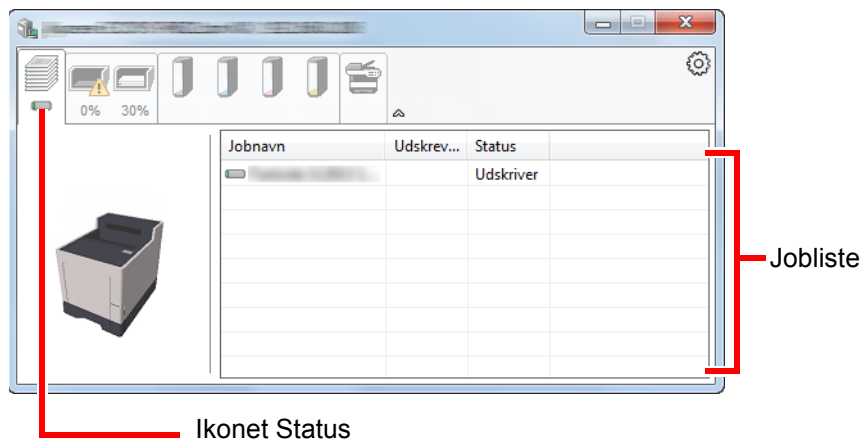 0% 30%
Jobnavn Udskrev... Status
Udskriver
Jobliste
Ikonet Status